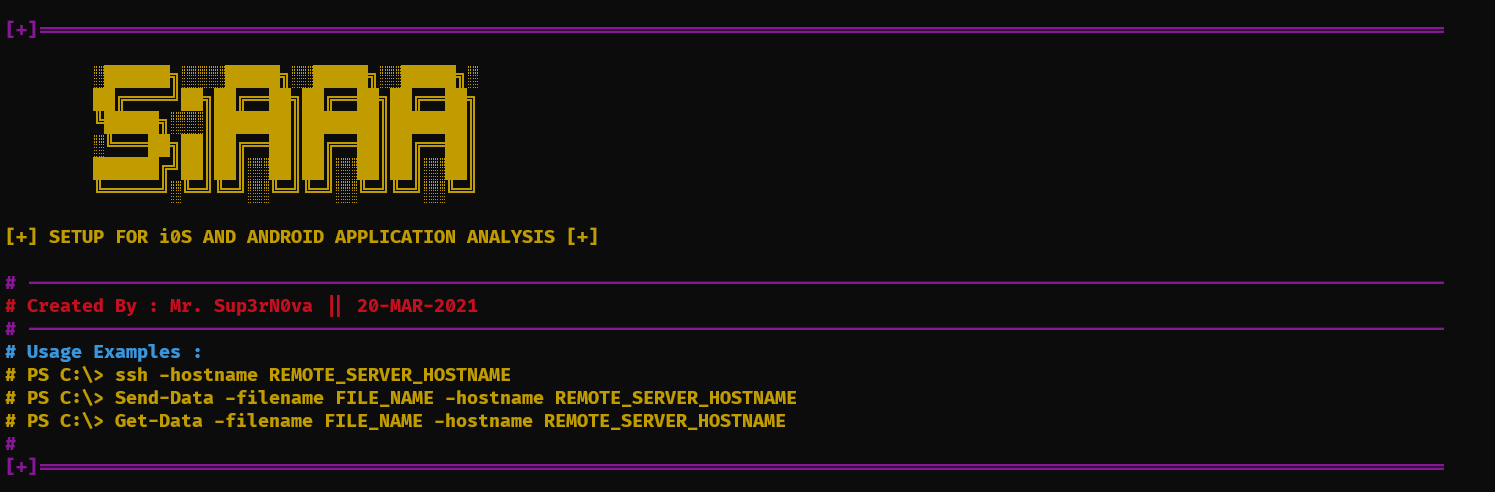 [+]
SiAAA
[+] SETUP FOR i0S AND ANDROID APPLICATION ANALYSIS [+]
#
# Created By : Mr. Sup3rN0va || 20-MAR-2021
#
# Usage Examples :
# PS C:\> ssh -hostname REMOTE_SERVER_HOSTNAME
# PS C:\> Send-Data -filename FILE_NAME -hostname REMOTE_SERVER_HOSTNAME
# PS C:\> Get-Data -filename FILE_NAME -hostname REMOTE_SERVER_HOSTNAME
#
[+]